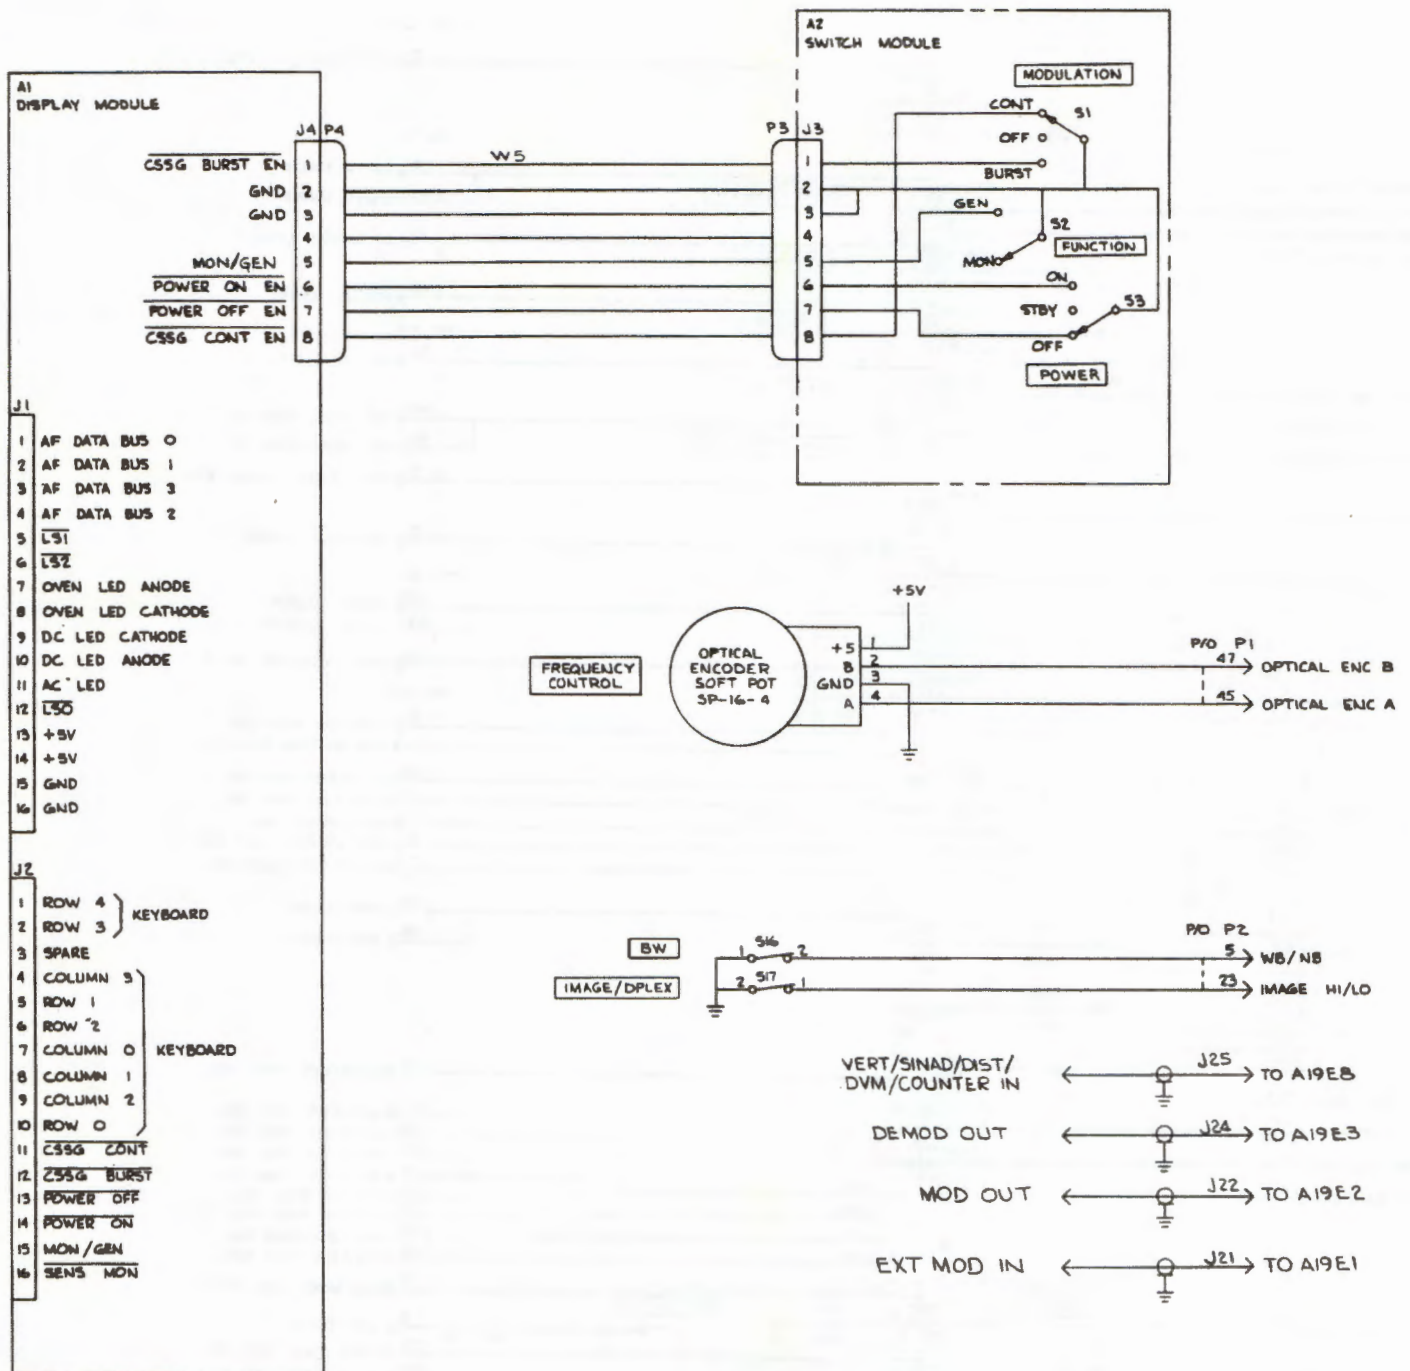 A1
DISPLAY MODULE
J4 P4
CSSG BURST EN 1
GND 2
GND 3
4
MON/GEN 5
POWER ON EN 6
POWER OFF EN 7
CSSG CONT EN 8
W5
A2
SWITCH MODULE
P3 J3
1
2
3
4
5
6
7
8
MODULATION
CONT
S1
OFF
BURST
GEN
S2
FUNCTION
MON
ON
STBY
S3
OFF
POWER
J1
1 AF DATA BUS 0
2 AF DATA BUS 1
3 AF DATA BUS 3
4 AF DATA BUS 2
5 LS1
6 LS2
7 OVEN LED ANODE
8 OVEN LED CATHODE
9 DC LED CATHODE
10 DC LED ANODE
11 AC LED
12 LS0
13 +5V
14 +5V
15 GND
16 GND
J2
1 ROW 4
2 ROW 3
KEYBOARD
3 SPARE
4 COLUMN 3
5 ROW 1
6 ROW 2
7 COLUMN 0
KEYBOARD
8 COLUMN 1
9 COLUMN 2
10 ROW 0
11 CSSG CONT
12 CSSG BURST
13 POWER OFF
14 POWER ON
15 MON/GEN
16 SENS MON
FREQUENCY
CONTROL
OPTICAL
ENCODER
SOFT POT
SP-16-4
+5V
+5 1
B 2
GND 3
A 4
P/O P1
47 OPTICAL ENC B
45 OPTICAL ENC A
BW
1 S16 2
IMAGE/DPLEX
2 S17 1
P/O P2
5 WB/NB
23 IMAGE HI/LO
VERT/SINAD/DIST/
DVM/COUNTER IN
J25 TO A19E8
DEMOD OUT
J24 TO A19E3
MOD OUT
J22 TO A19E2
EXT MOD IN
J21 TO A19E1